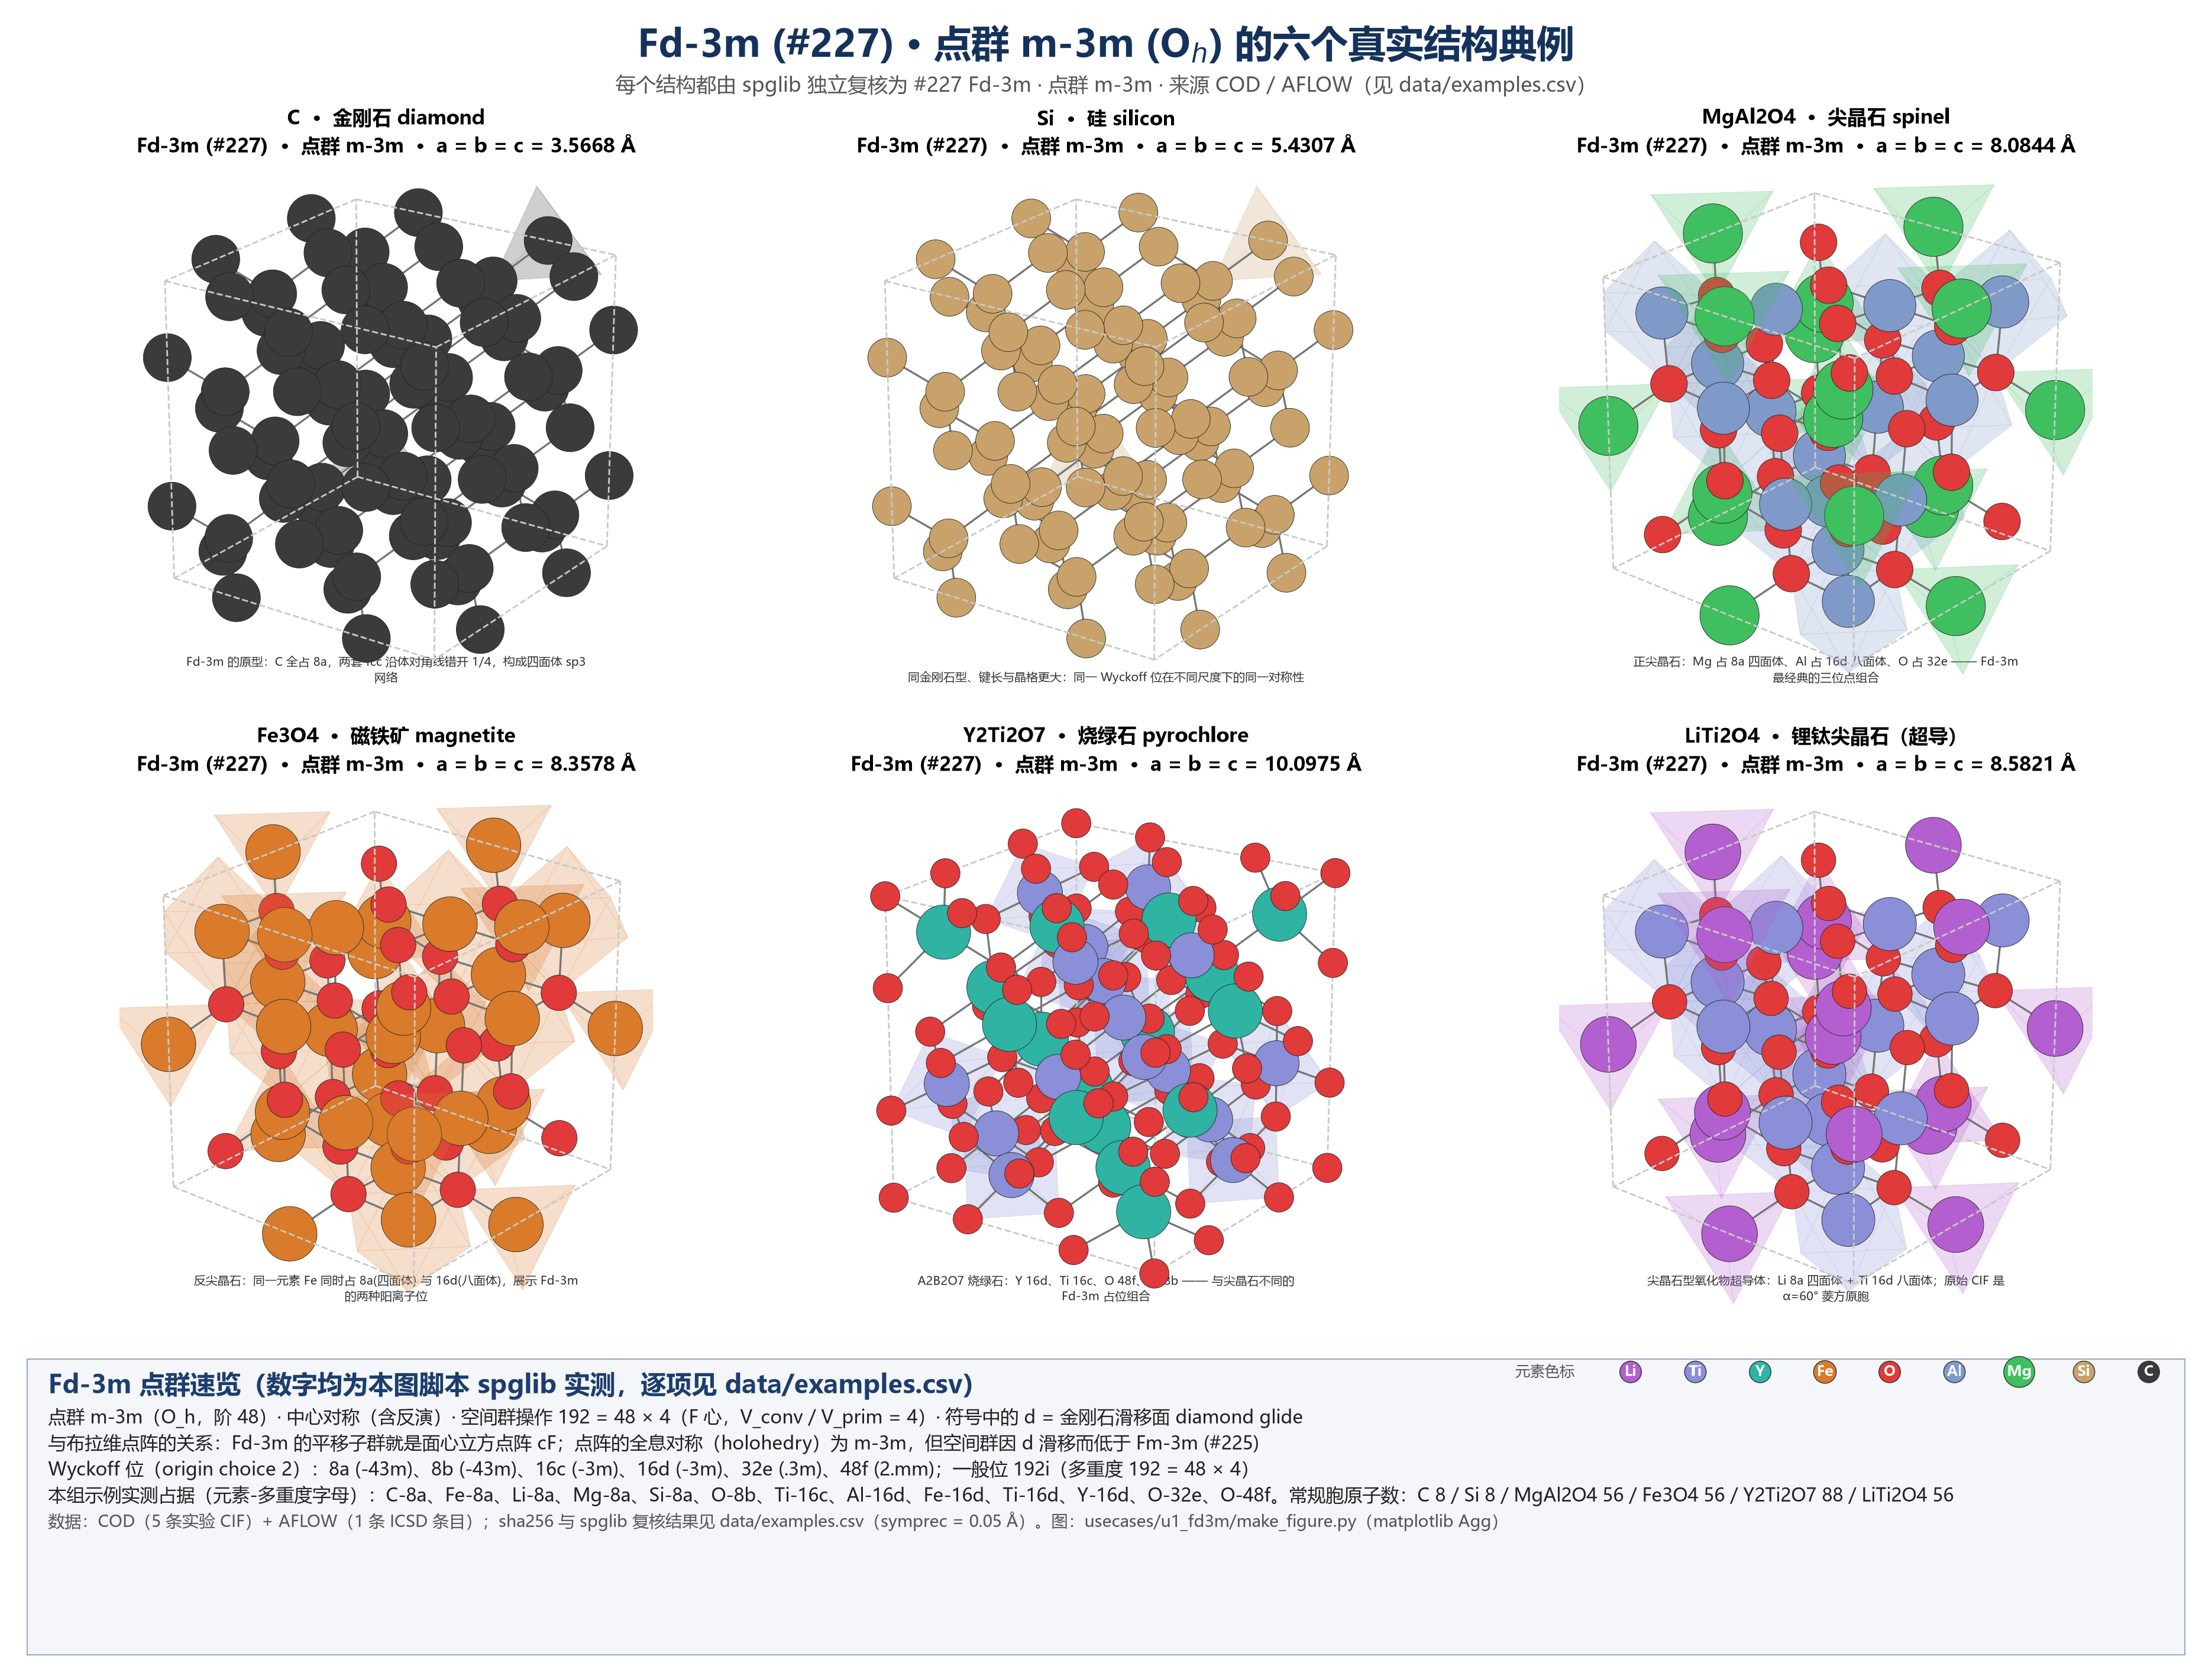 Fd-3m (#227) • 点群 m-3m (Oh) 的六个真实结构典例
每个结构都由 spglib 独立复核为 #227 Fd-3m · 点群 m-3m · 来源 COD / AFLOW（见 data/examples.csv）
C • 金刚石 diamond
Fd-3m (#227) • 点群 m-3m • a = b = c = 3.5668 Å
Fd-3m 的原型：C 全占 8a，两套 fcc 沿体对角线错开 1/4，构成四面体 sp3
网络
Si • 硅 silicon
Fd-3m (#227) • 点群 m-3m • a = b = c = 5.4307 Å
同金刚石型、键长与晶格更大：同一 Wyckoff 位在不同尺度下的同一对称性
MgAl2O4 • 尖晶石 spinel
Fd-3m (#227) • 点群 m-3m • a = b = c = 8.0844 Å
正尖晶石：Mg 占 8a 四面体、Al 占 16d 八面体、O 占 32e —— Fd-3m
最经典的三位点组合
Fe3O4 • 磁铁矿 magnetite
Fd-3m (#227) • 点群 m-3m • a = b = c = 8.3578 Å
反尖晶石：同一元素 Fe 同时占 8a(四面体) 与 16d(八面体)，展示 Fd-3m
的两种阳离子位
Y2Ti2O7 • 烧绿石 pyrochlore
Fd-3m (#227) • 点群 m-3m • a = b = c = 10.0975 Å
A2B2O7 烧绿石：Y 16d、Ti 16c、O 48f、 8b —— 与尖晶石不同的
Fd-3m 占位组合
LiTi2O4 • 锂钛尖晶石（超导）
Fd-3m (#227) • 点群 m-3m • a = b = c = 8.5821 Å
尖晶石型氧化物超导体：Li 8a 四面体 + Ti 16d 八面体；原始 CIF 是
α=60° 菱方原胞
元素色标 Li Ti Y Fe O Al Mg Si C
Fd-3m 点群速览（数字均为本图脚本 spglib 实测，逐项见 data/examples.csv）
点群 m-3m（O_h，阶 48）· 中心对称（含反演）· 空间群操作 192 = 48 × 4（F 心，V_conv / V_prim = 4）· 符号中的 d = 金刚石滑移面 diamond glide
与布拉维点阵的关系：Fd-3m 的平移子群就是面心立方点阵 cF；点阵的全息对称（holohedry）为 m-3m，但空间群因 d 滑移而低于 Fm-3m (#225)
Wyckoff 位（origin choice 2）：8a (-43m)、8b (-43m)、16c (-3m)、16d (-3m)、32e (.3m)、48f (2.mm)；一般位 192i（多重度 192 = 48 × 4）
本组示例实测占据（元素-多重度字母）：C-8a、Fe-8a、Li-8a、Mg-8a、Si-8a、O-8b、Ti-16c、Al-16d、Fe-16d、Ti-16d、Y-16d、O-32e、O-48f。常规胞原子数：C 8 / Si 8 / MgAl2O4 56 / Fe3O4 56 / Y2Ti2O7 88 / LiTi2O4 56
数据：COD（5 条实验 CIF）+ AFLOW（1 条 ICSD 条目）；sha256 与 spglib 复核结果见 data/examples.csv（symprec = 0.05 Å）。图：usecases/u1_fd3m/make_figure.py（matplotlib Agg）